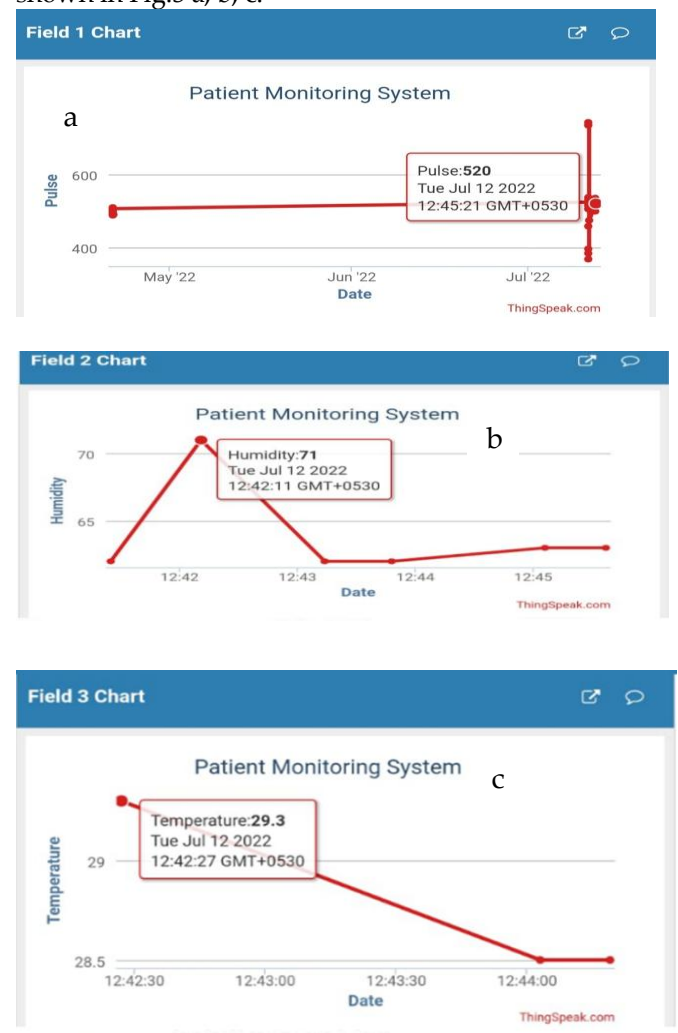 shown in Fig.5 a, b, c.
Field 1 Chart
Patient Monitoring System
a
600
400
Pulse
Pulse:520
Tue Jul 12 2022
12:45:21 GMT+0530
May '22
Jun '22
Jul '22
Date
ThingSpeak.com
Field 2 Chart
Patient Monitoring System
b
70
65
Humidity
Humidity:71
Tue Jul 12 2022
12:42:11 GMT+0530
12:42
12:43
12:44
12:45
Date
ThingSpeak.com
Field 3 Chart
Patient Monitoring System
c
29
28.5
Temperature
Temperature:29.3
Tue Jul 12 2022
12:42:27 GMT+0530
12:42:30
12:43:00
12:43:30
12:44:00
Date
ThingSpeak.com